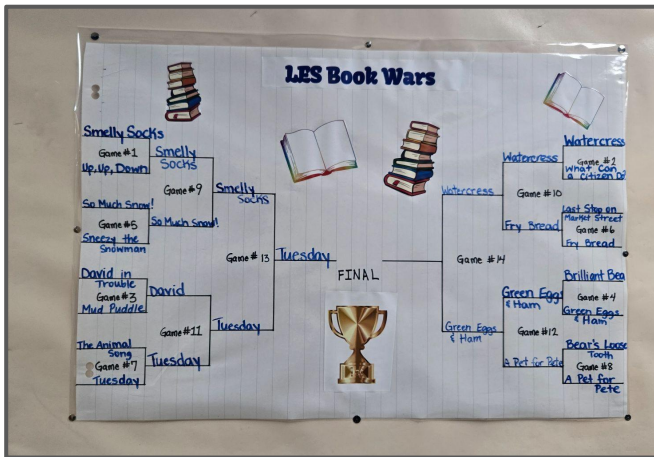 LES Book Wars
Smelly Socks
Game #1
Up, Up, Down
Smelly
Socks
Game #9
So Much Snow!
Game #5
Sneezy the
Snowman
So Much Snow!
Smelly
Socks
Game # 13
David in
Trouble
Game #3
Mud Puddle
David
Game #11
The Animal
Song
Game #7
Tuesday
Tuesday
Tuesday
Tuesday
FINAL
Watercress
Game #14
Green Eggs
& Ham
Watercress
Game #10
Fry Bread
Green Eggs
& Ham
Game #12
A Pet for Pete
Watercress
Game #2
What Can
a Citizen Do?
Last Stop on
Market Street
Game #6
Fry Bread
Brilliant Bea
Game #4
Green Eggs
& Ham
Bear's Loose
Tooth
Game #8
A Pet for
Pete